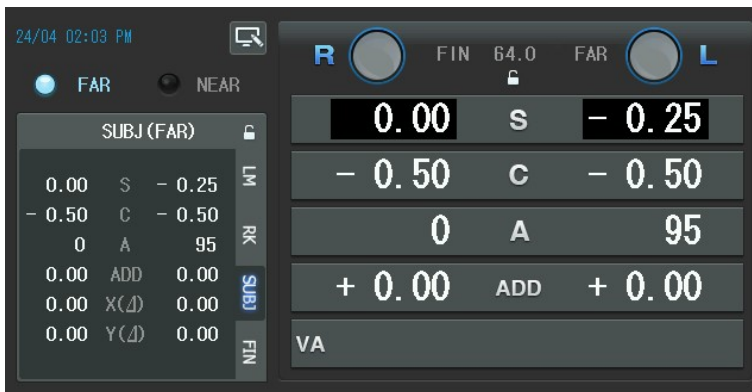 24/04 02:03 PM
FAR NEAR
SUBJ(FAR)
0.00 S - 0.25
- 0.50 C - 0.50
0 A 95
0.00 ADD 0.00
0.00 X(Δ) 0.00
0.00 Y(Δ) 0.00
LM
RK
SUBJ
FIN
R FIN 64.0 FAR L
0.00 S - 0.25
- 0.50 C - 0.50
0 A 95
+ 0.00 ADD + 0.00
VA